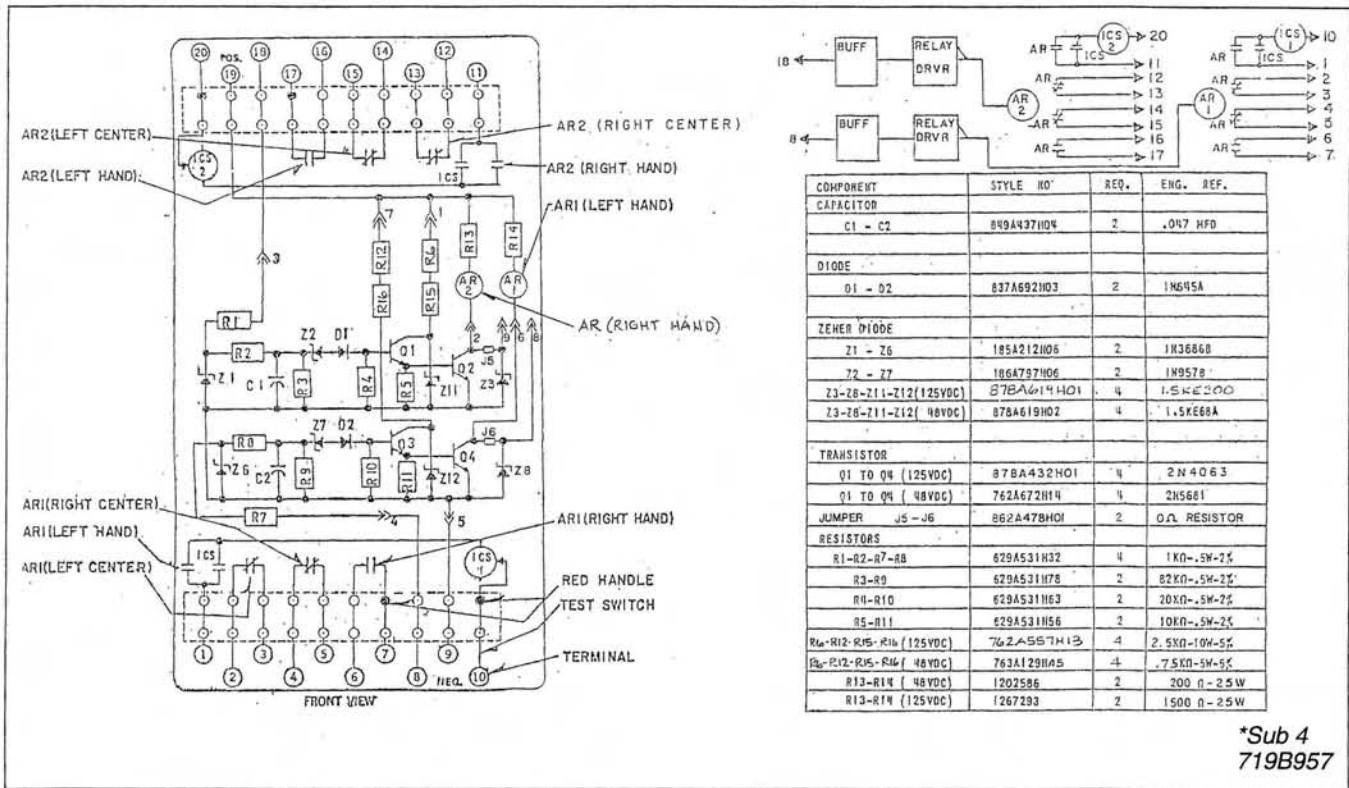 20 18 16 14 12
POS.
19 17 15 13 11
AR2 (LEFT CENTER)
AR2 (RIGHT CENTER)
ICS 2
ICS
AR2 (LEFT HAND)
AR2 (RIGHT HAND)
7 1
AR1 (LEFT HAND)
3
R12 R6 R13 R14
R16 R15 AR 2 AR 1
AR (RIGHT HAND)
R1
2 9 6 8
R2 Z2 D1 Q1 J5
Z1 C1 R3 R4 R5 Q2 Z11 Z3
Z7 D2 J6
R8 Q3 Q4
Z6 C2 R9 R10 R11 Z12 Z8
R7 4 5
AR1 (RIGHT CENTER)
AR1 (LEFT HAND)
AR1 (RIGHT HAND)
AR1 (LEFT CENTER)
ICS
ICS 1
RED HANDLE
TEST SWITCH
TERMINAL
1 3 5 7 9
2 4 6 8 NEG. 10
FRONT VIEW
18 BUFF RELAY DRVR AR 2
8 BUFF RELAY DRVR AR 1
AR ICS ICS 2 20
11
AR 12
13
AR 14
15
AR 16
17
AR ICS ICS 1 10
1
AR 2
3
AR 4
5
AR 6
7
COMPONENT STYLE NO REQ. ENG. REF.
CAPACITOR
C1 - C2 849A437H04 2 .047 MFD
DIODE
D1 - D2 837A692H03 2 1N645A
ZENER DIODE
Z1 - Z6 185A212H06 2 1N3686B
Z2 - Z7 186A797H06 2 1N957B
Z3-Z8-Z11-Z12(125VDC) 878A619H01 4 1.5KE200
Z3-Z8-Z11-Z12( 48VDC) 878A619H02 4 1.5KE68A
TRANSISTOR
Q1 TO Q4 (125VDC) 878A432H01 4 2N4063
Q1 TO Q4 ( 48VDC) 762A672H14 4 2N5681
JUMPER J5-J6 862A478H01 2 0Ω RESISTOR
RESISTORS
R1-R2-R7-R8 629A531H32 4 1KΩ-.5W-2%
R3-R9 629A531H78 2 82KΩ-.5W-2%
R4-R10 629A531H63 2 20KΩ-.5W-2%
R5-R11 629A531H56 2 10KΩ-.5W-2%
R6-R12-R15-R16 (125VDC) 762A557H13 4 2.5KΩ-10W-5%
R6-R12-R15-R16 ( 48VDC) 4 .75KΩ-5W-5%
R13-R14 ( 48VDC) 1202586 2 200 Ω-25W
R13-R14 (125VDC) 1267293 2 1500 Ω-25W
*Sub 4
719B957